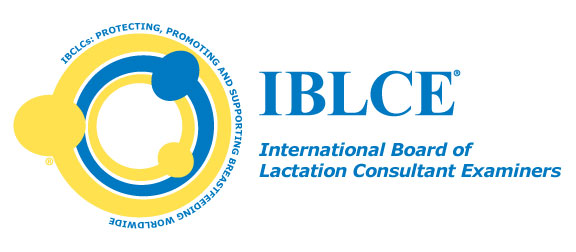 IBCLCs: PROTECTING, PROMOTING AND SUPPORTING BREASTFEEDING WORLDWIDE
®
IBLCE®
International Board of
Lactation Consultant Examiners